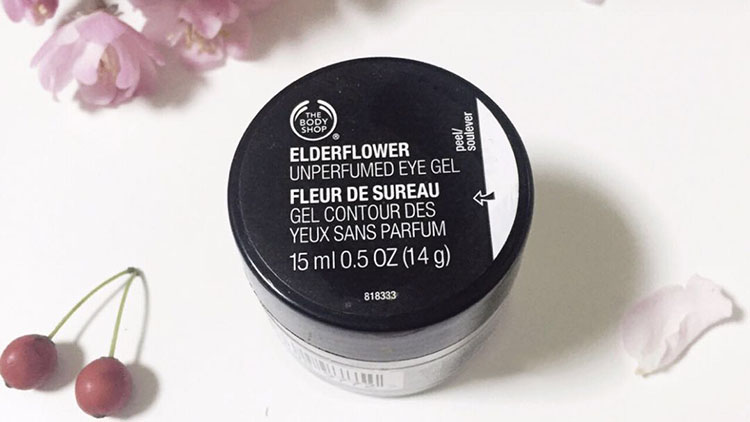 THE
BODY
SHOP®
ELDERFLOWER
UNPERFUMED EYE GEL
FLEUR DE SUREAU
GEL CONTOUR DES
YEUX SANS PARFUM
15 ml 0.5 OZ (14 g)
818333
peel/
soulever